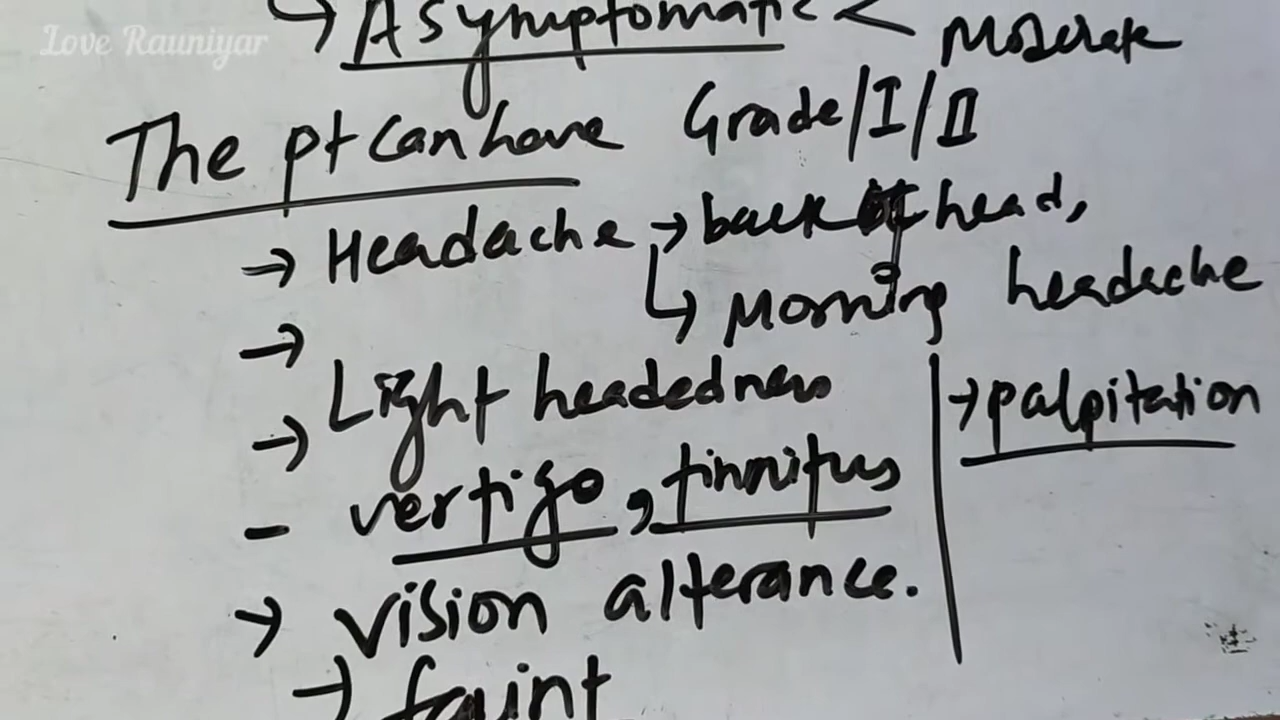 Love Rauniyar
↳ Asymptomatic < Moderate
The pt can have Grade/I/II
→ Headache → back of head,
↳ Morning headache
→
Light headedness
→ palpitation
→
- vertigo, tinnitus
→ vision alterance.
→ faint